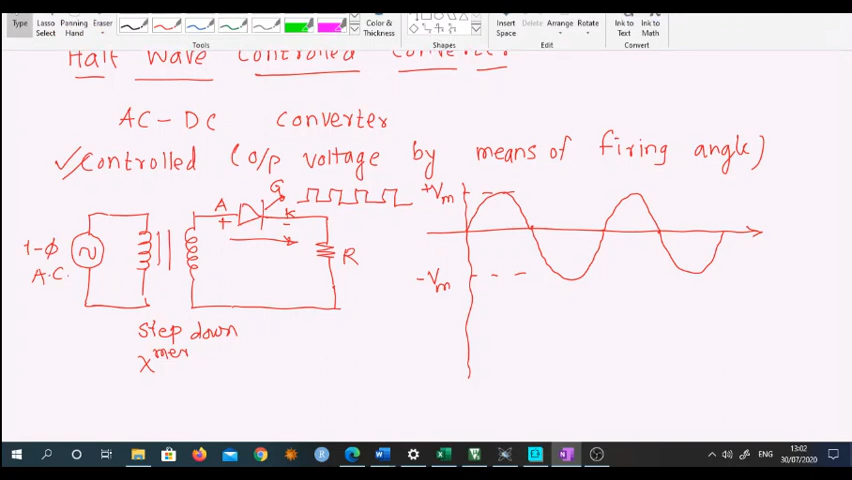 Type
Lasso Select
Panning Hand
Eraser
Color & Thickness
Insert Space
Delete
Arrange
Rotate
Ink to Text
Ink to Math
Tools
Shapes
Edit
Convert
Half Wave Controlled Converter
AC - DC Converter
✓Controlled (o/p voltage by means of firing angle)
G
A K
+ -
1-ϕ
A.C.
R
Step down
Xmer
+Vm
-Vm
ENG
13:02
30/07/2020